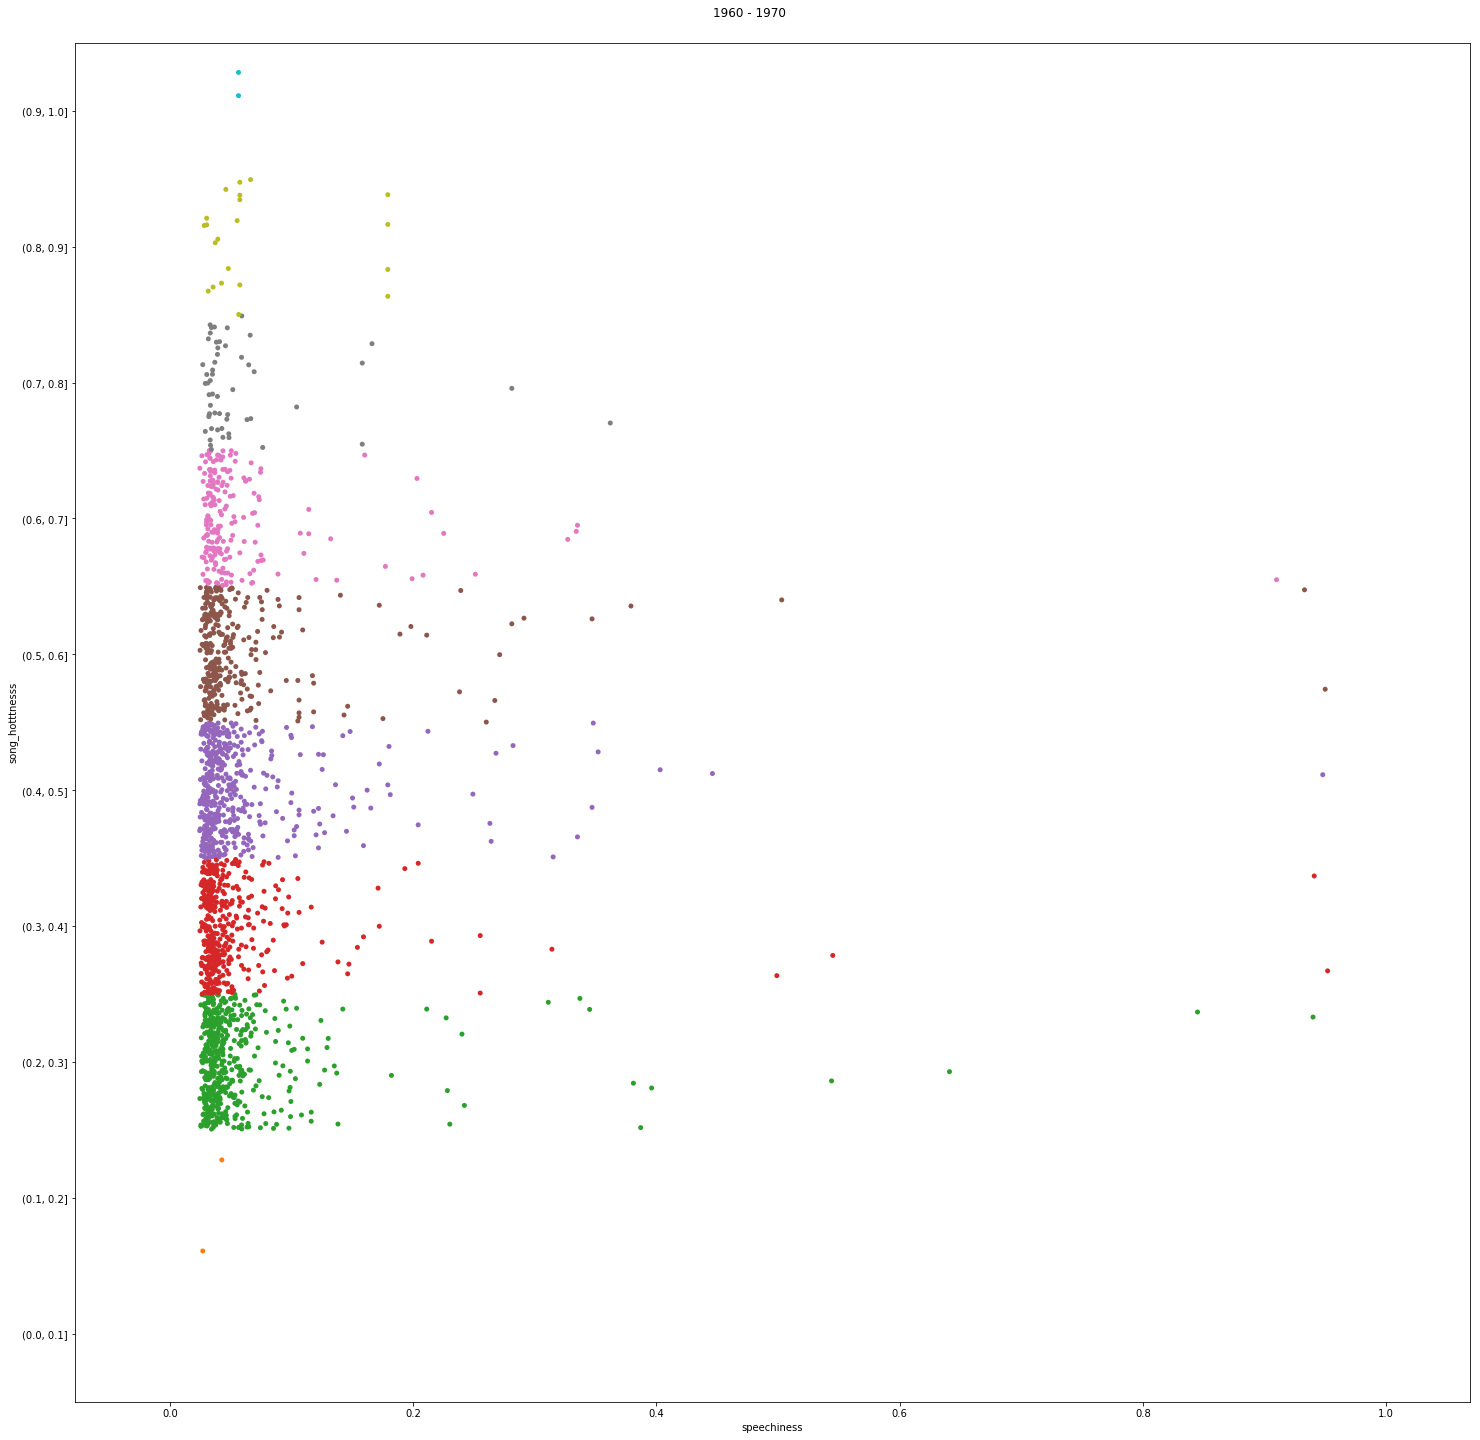 1960 - 1970
song_hotttnesss
(0.9, 1.0]
(0.8, 0.9]
(0.7, 0.8]
(0.6, 0.7]
(0.5, 0.6]
(0.4, 0.5]
(0.3, 0.4]
(0.2, 0.3]
(0.1, 0.2]
(0.0, 0.1]
0.0 0.2 0.4 0.6 0.8 1.0
speechiness